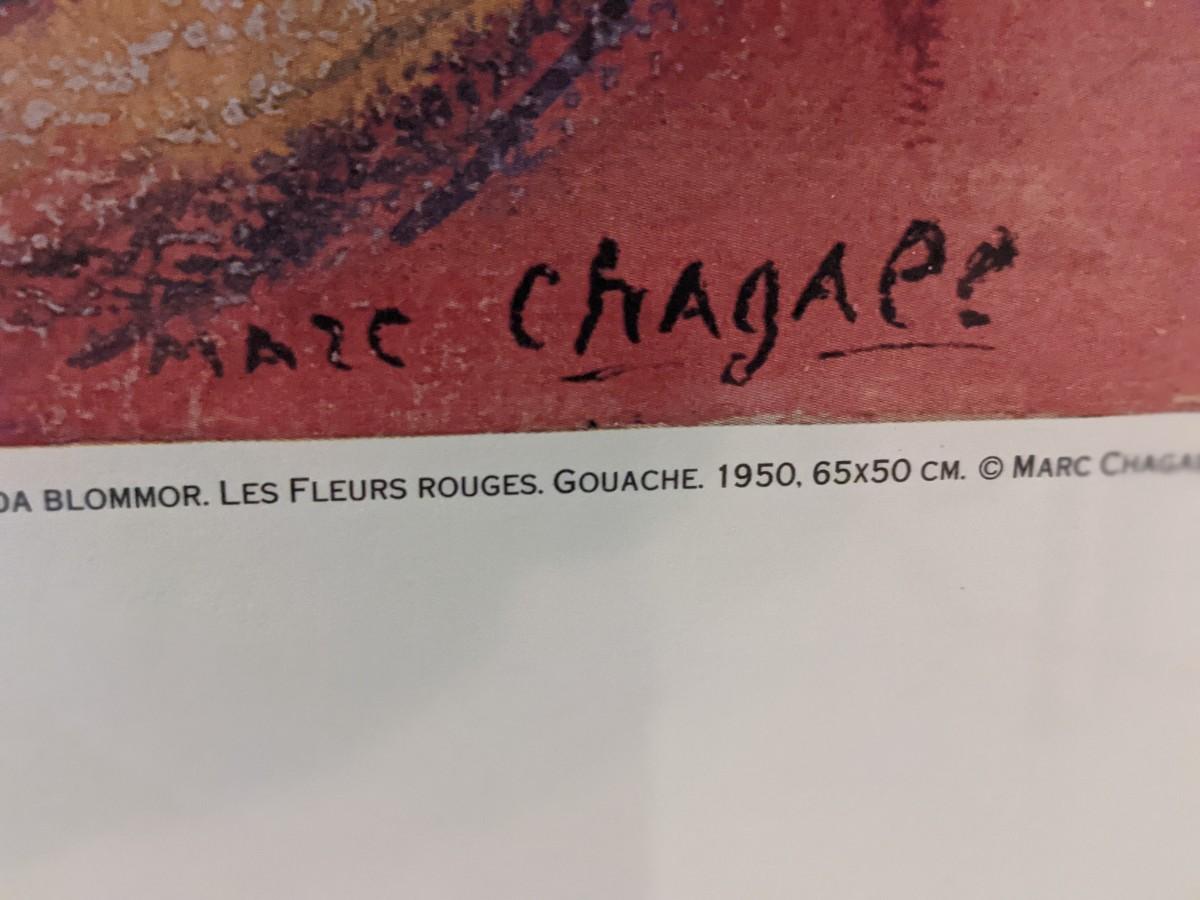 Marc Chagall
DA BLOMMOR. LES FLEURS ROUGES. GOUACHE. 1950, 65X50 CM. © MARC CHAGA